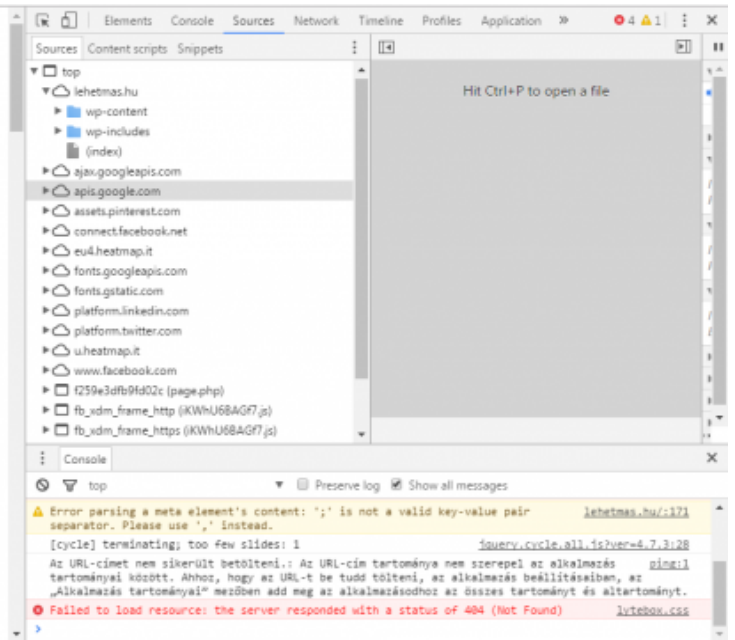 Elements Console Sources Network Timeline Profiles Application » 4 1
Sources Content scripts Snippets
top
lehetmas.hu
wp-content
wp-includes
(index)
ajax.googleapis.com
apis.google.com
assets.pinterest.com
connect.facebook.net
eu4.heatmap.it
fonts.googleapis.com
fonts.gstatic.com
platform.linkedin.com
platform.twitter.com
u.heatmap.it
www.facebook.com
f259e3dfb9fd02c (page.php)
fb_xdm_frame_http (iKWhU6BAGf7.js)
fb_xdm_frame_https (iKWhU6BAGf7.js)
Hit Ctrl+P to open a file
Console
top Preserve log Show all messages
Error parsing a meta element's content: ';' is not a valid key-value pair lehetmas.hu/:171
separator. Please use ',' instead.
[cycle] terminating; too few slides: 1 jquery.cycle.all.js?ver=4.7.3:28
Az URL-címet nem sikerült betölteni.: Az URL-cím tartománya nem szerepel az alkalmazás ping:1
tartományai között. Ahhoz, hogy az URL-t be tudd tölteni, az alkalmazás beállításaiban, az
„Alkalmazás tartományai” mezőben add meg az alkalmazásodhoz az összes tartományt és altartományt.
Failed to load resource: the server responded with a status of 404 (Not Found) lytebox.css